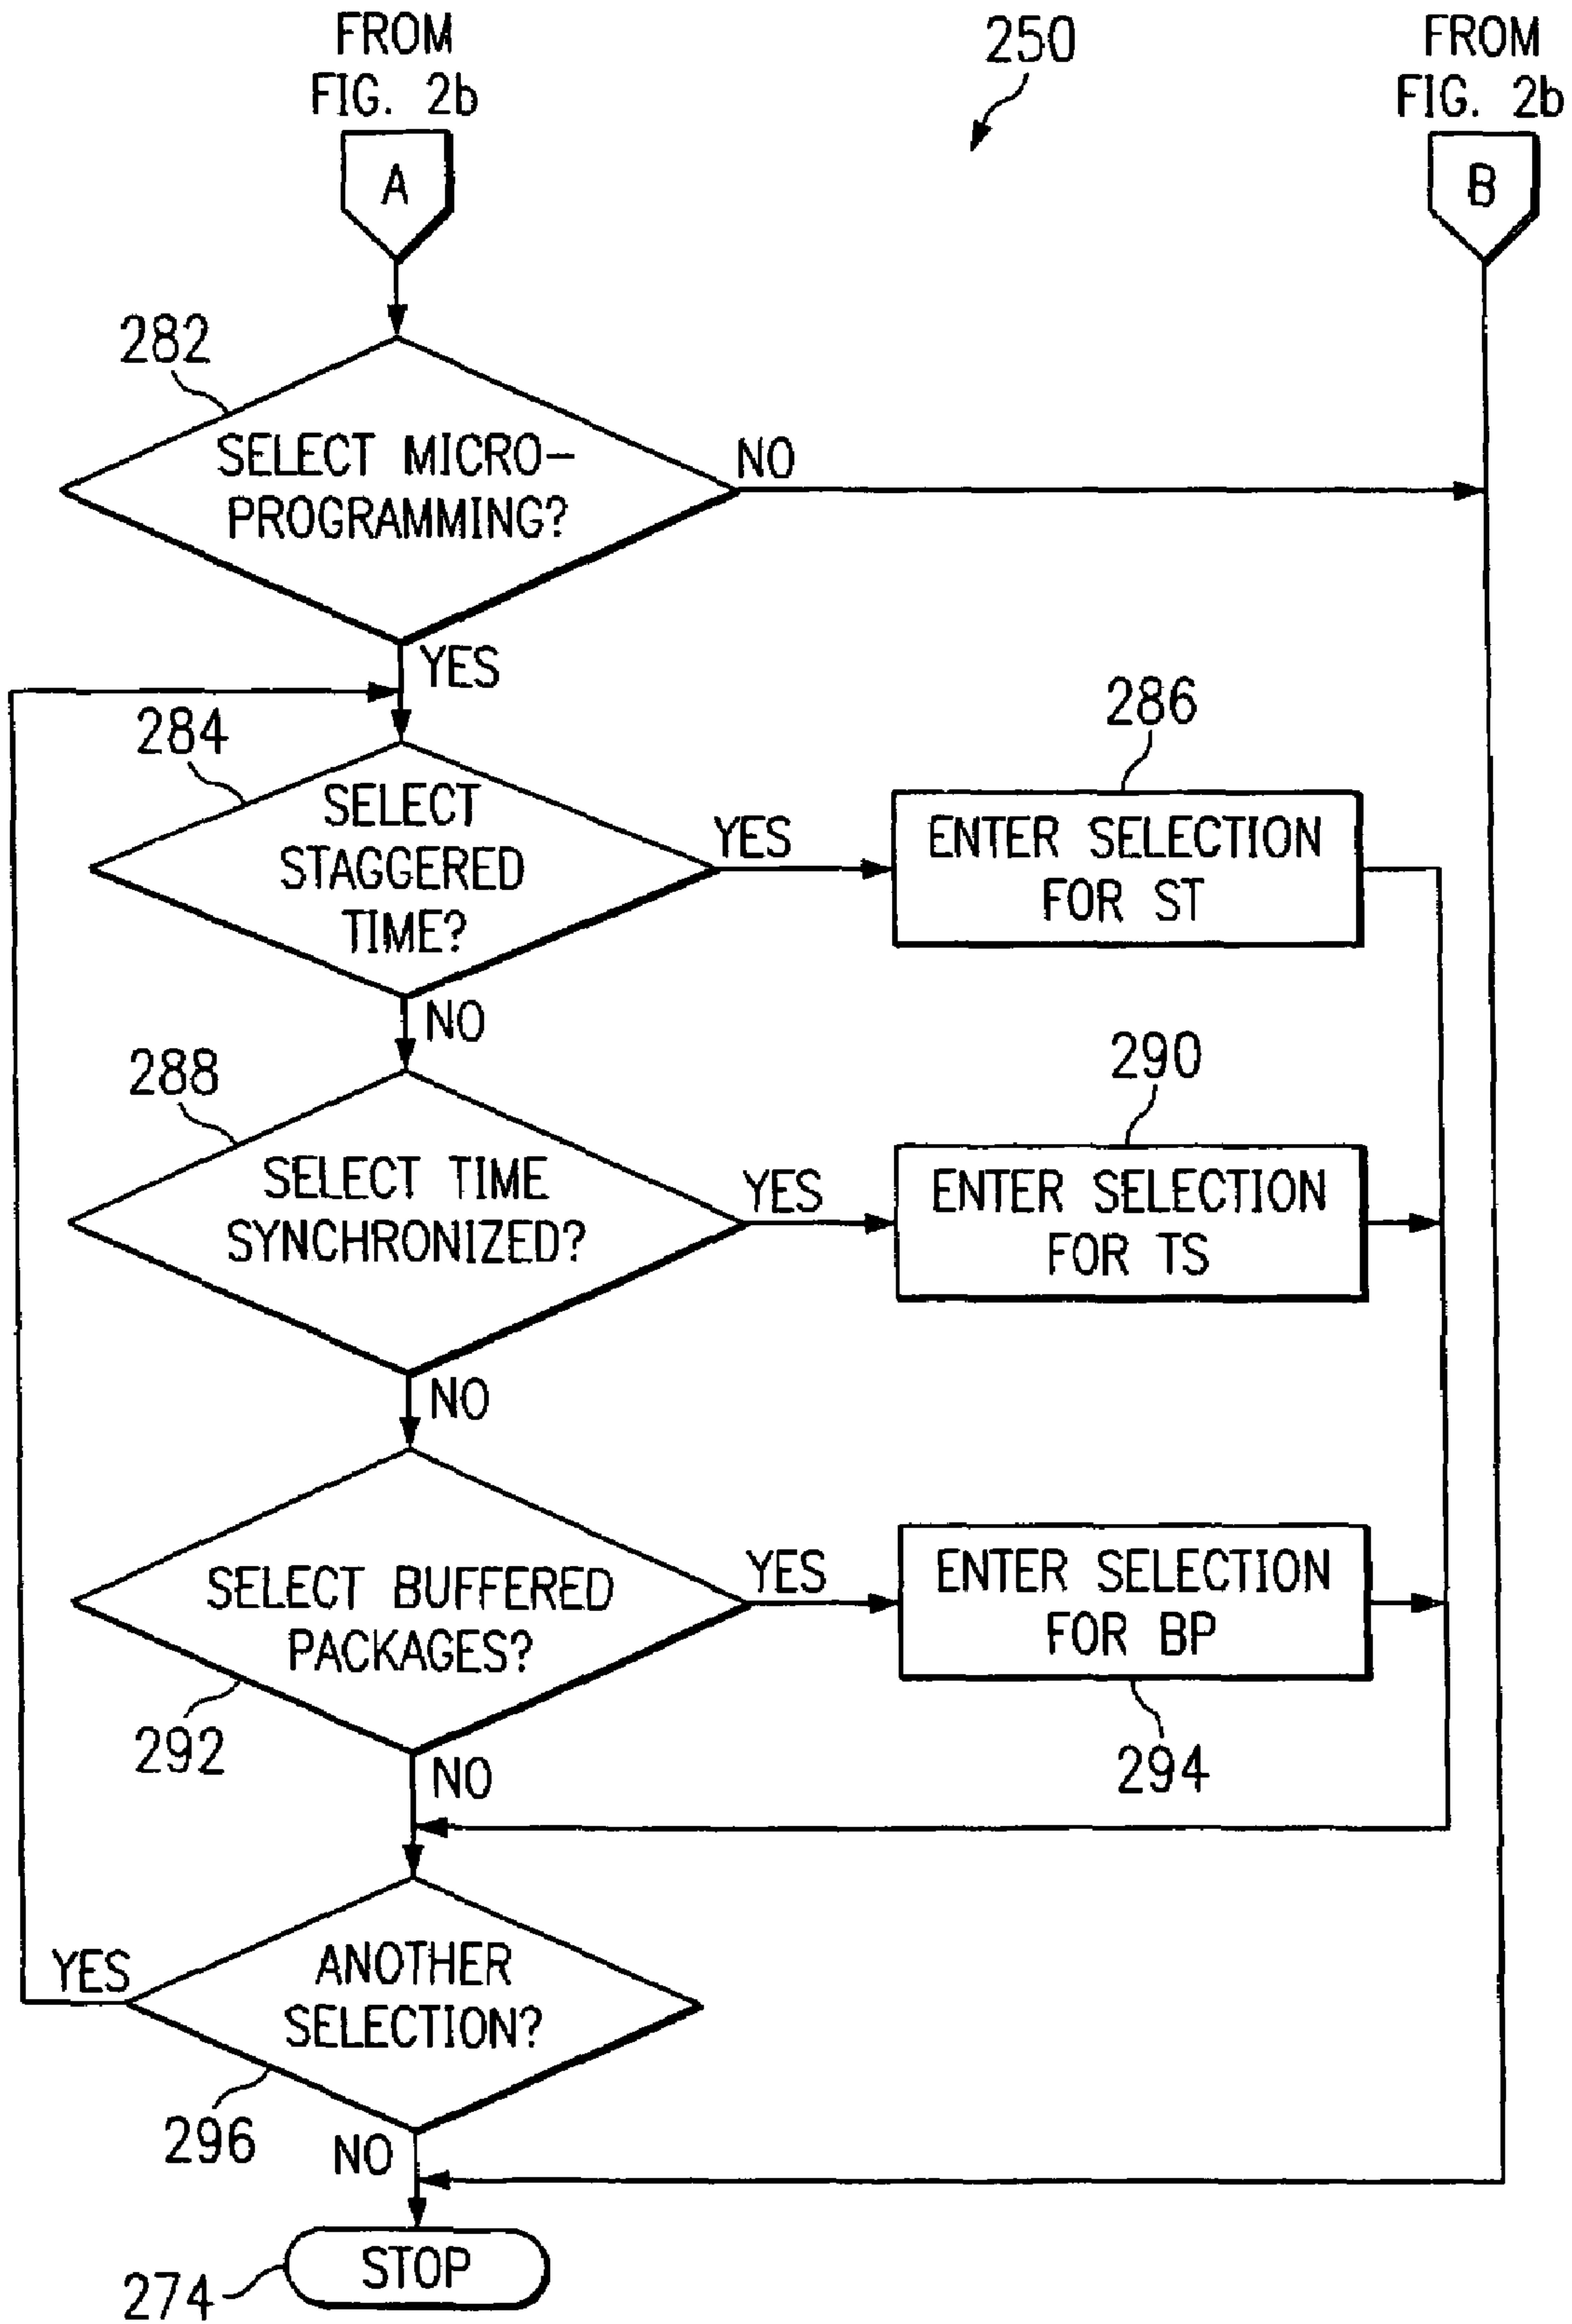 FROM
FIG. 2b
250
FROM
FIG. 2b
A
B
282
SELECT MICRO-
PROGRAMMING?
NO
YES
284
SELECT
STAGGERED
TIME?
YES
286
ENTER SELECTION
FOR ST
NO
288
SELECT TIME
SYNCHRONIZED?
YES
290
ENTER SELECTION
FOR TS
NO
SELECT BUFFERED
PACKAGES?
292
YES
ENTER SELECTION
FOR BP
294
NO
YES
ANOTHER
SELECTION?
296
NO
STOP
274